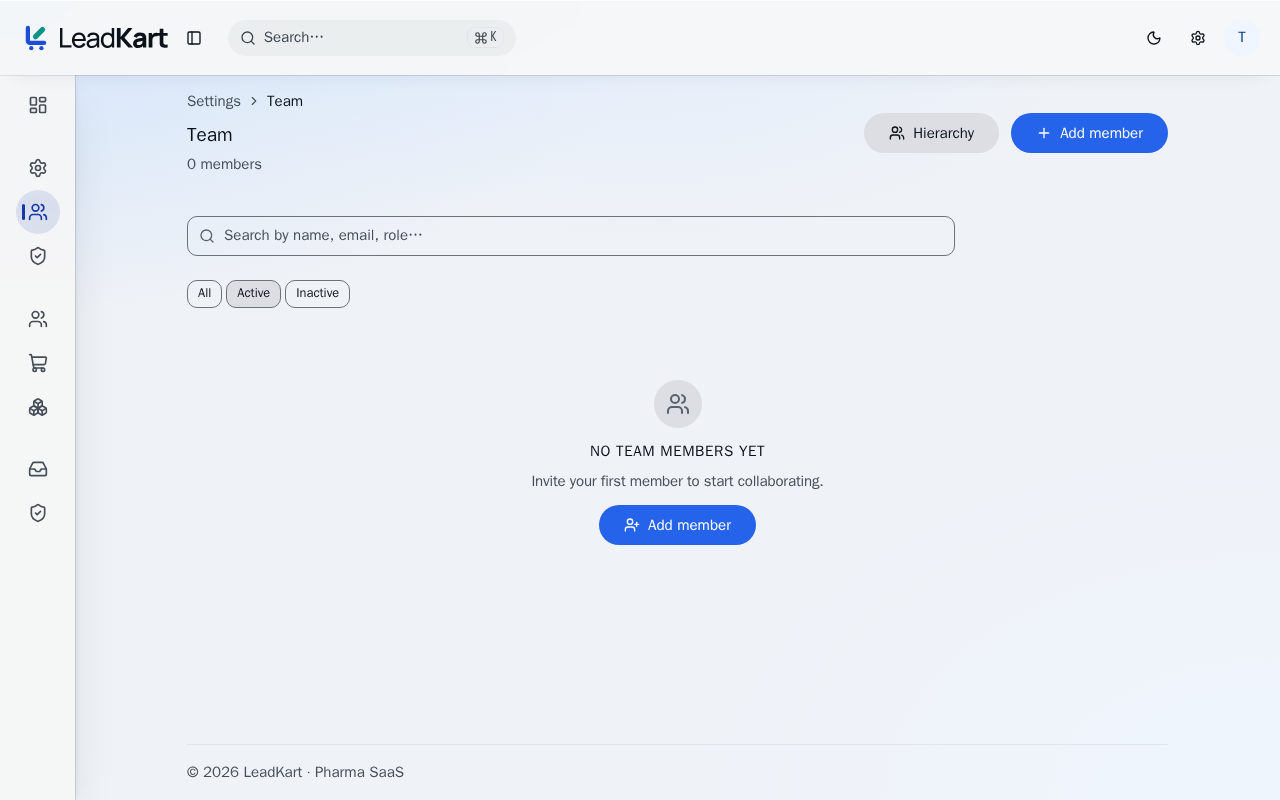 LeadKart
Search⋯
⌘K
T
Settings > Team
Team
0 members
Hierarchy
Add member
Search by name, email, role⋯
All
Active
Inactive
NO TEAM MEMBERS YET
Invite your first member to start collaborating.
Add member
© 2026 LeadKart · Pharma SaaS